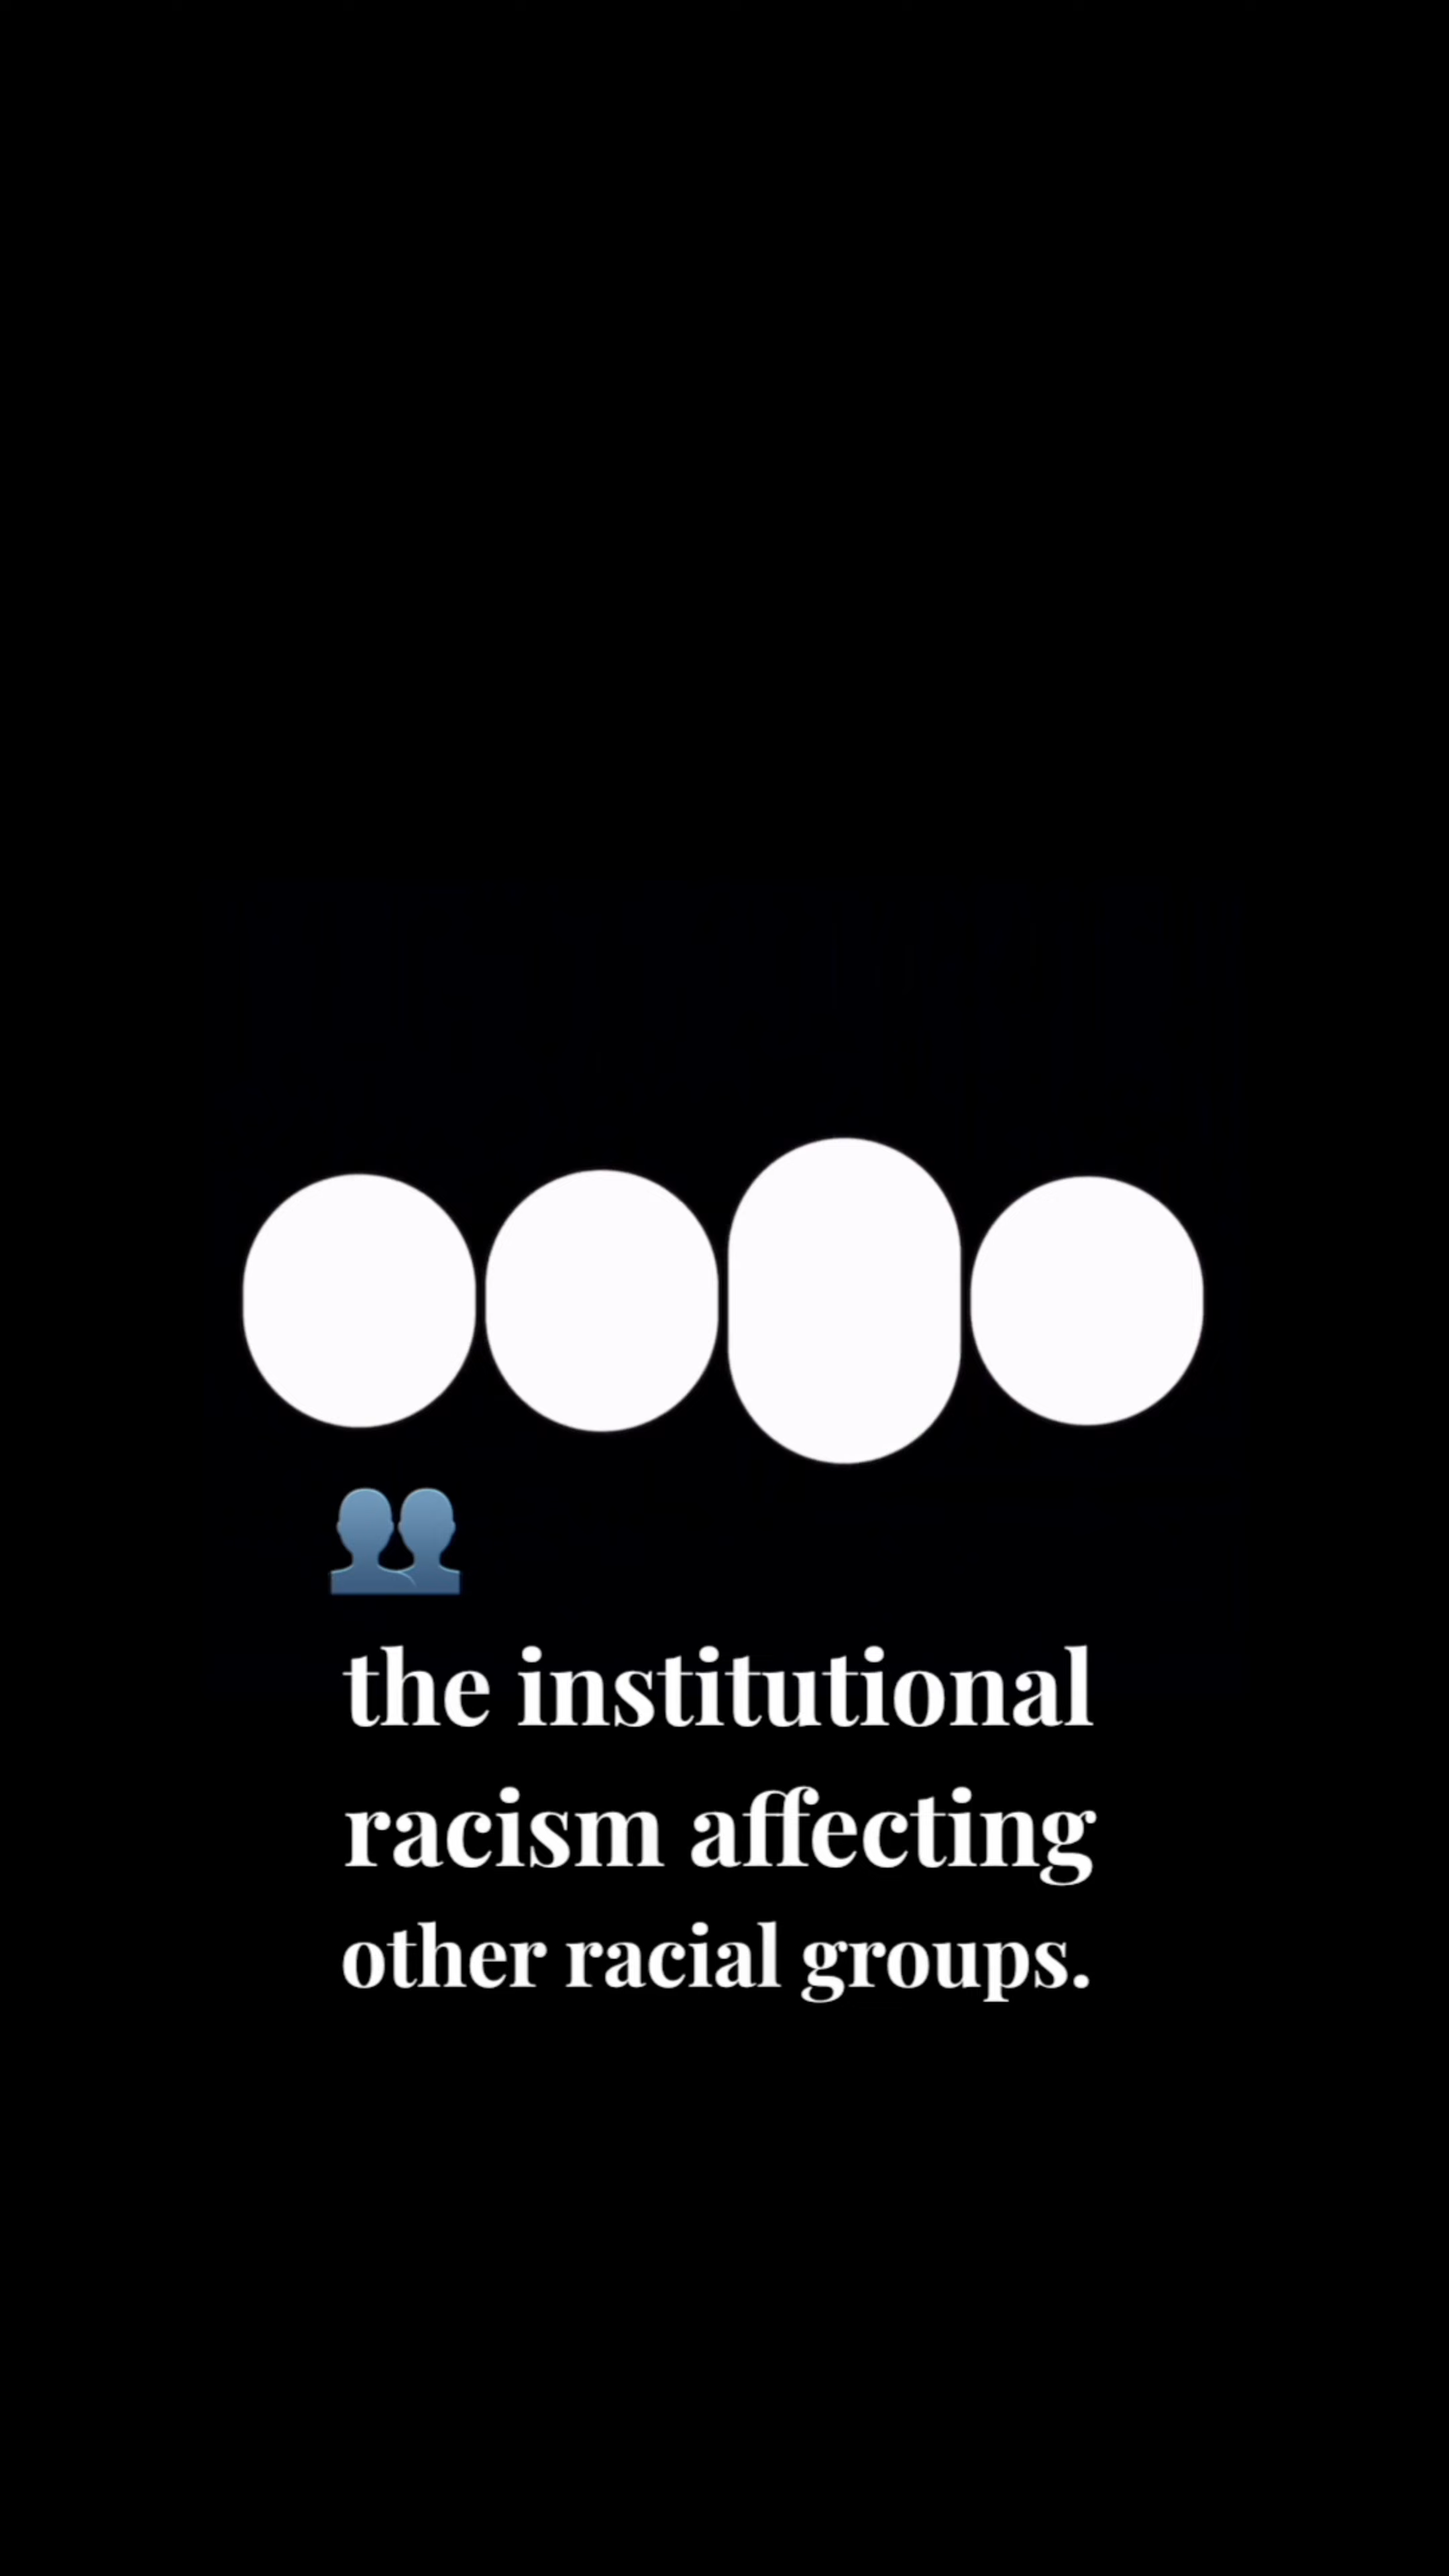 the institutional
racism affecting
other racial groups.